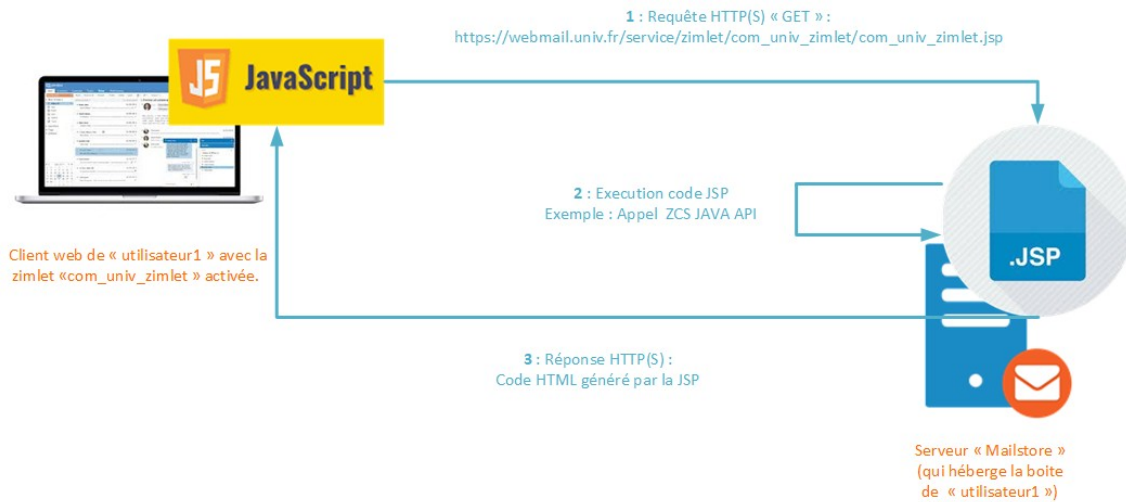 1 : Requête HTTP(S) « GET » :
https://webmail.univ.fr/service/zimlet/com_univ_zimlet/com_univ_zimlet.jsp
JS JavaScript
2 : Execution code JSP
Exemple : Appel ZCS JAVA API
.JSP
Client web de « utilisateur1 » avec la
zimlet «com_univ_zimlet » activée.
3 : Réponse HTTP(S) :
Code HTML généré par la JSP
Serveur « Mailstore »
(qui héberge la boite
de « utilisateur1 »)